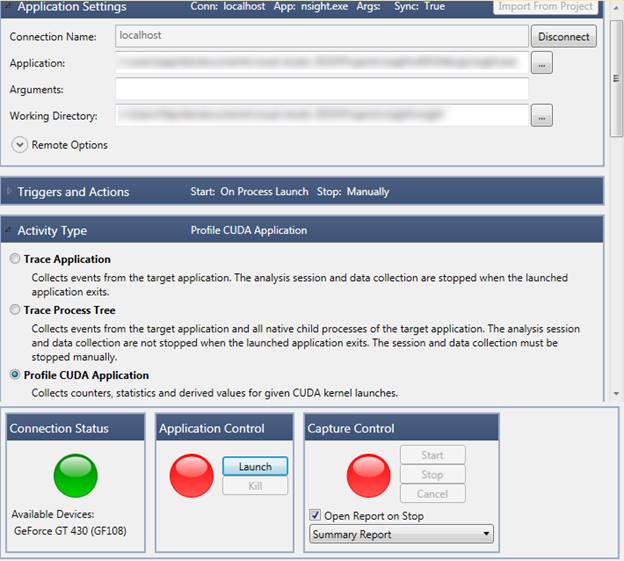 Application Settings Conn: localhost App: nsight.exe Args: Sync: True Import From Project
Connection Name: localhost Disconnect
Application: ...
Arguments:
Working Directory: ...
Remote Options
Triggers and Actions Start: On Process Launch Stop: Manually
Activity Type Profile CUDA Application
Trace Application
Collects events from the target application. The analysis session and data collection are stopped when the launched
application exits.
Trace Process Tree
Collects events from the target application and all native child processes of the target application. The analysis session
and data collection are not stopped when the launched application exits. The session and data collection must be
stopped manually.
Profile CUDA Application
Collects counters, statistics and derived values for given CUDA kernel launches.
Connection Status
Available Devices:
GeForce GT 430 (GF108)
Application Control
Launch
Kill
Capture Control
Start
Stop
Cancel
Open Report on Stop
Summary Report